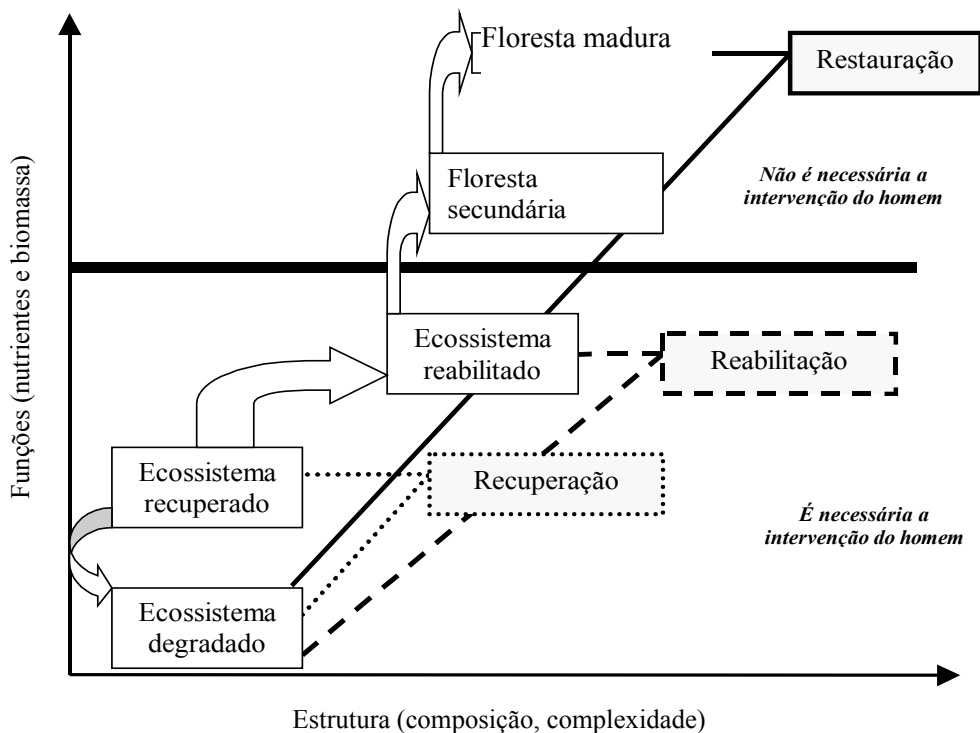 Floresta madura
Restauração
Floresta
secundária
Não é necessária a
intervenção do homem
Funções (nutrientes e biomassa)
Ecossistema
reabilitado
Reabilitação
Ecossistema
recuperado
Recuperação
É necessária a
intervenção do homem
Ecossistema
degradado
Estrutura (composição, complexidade)